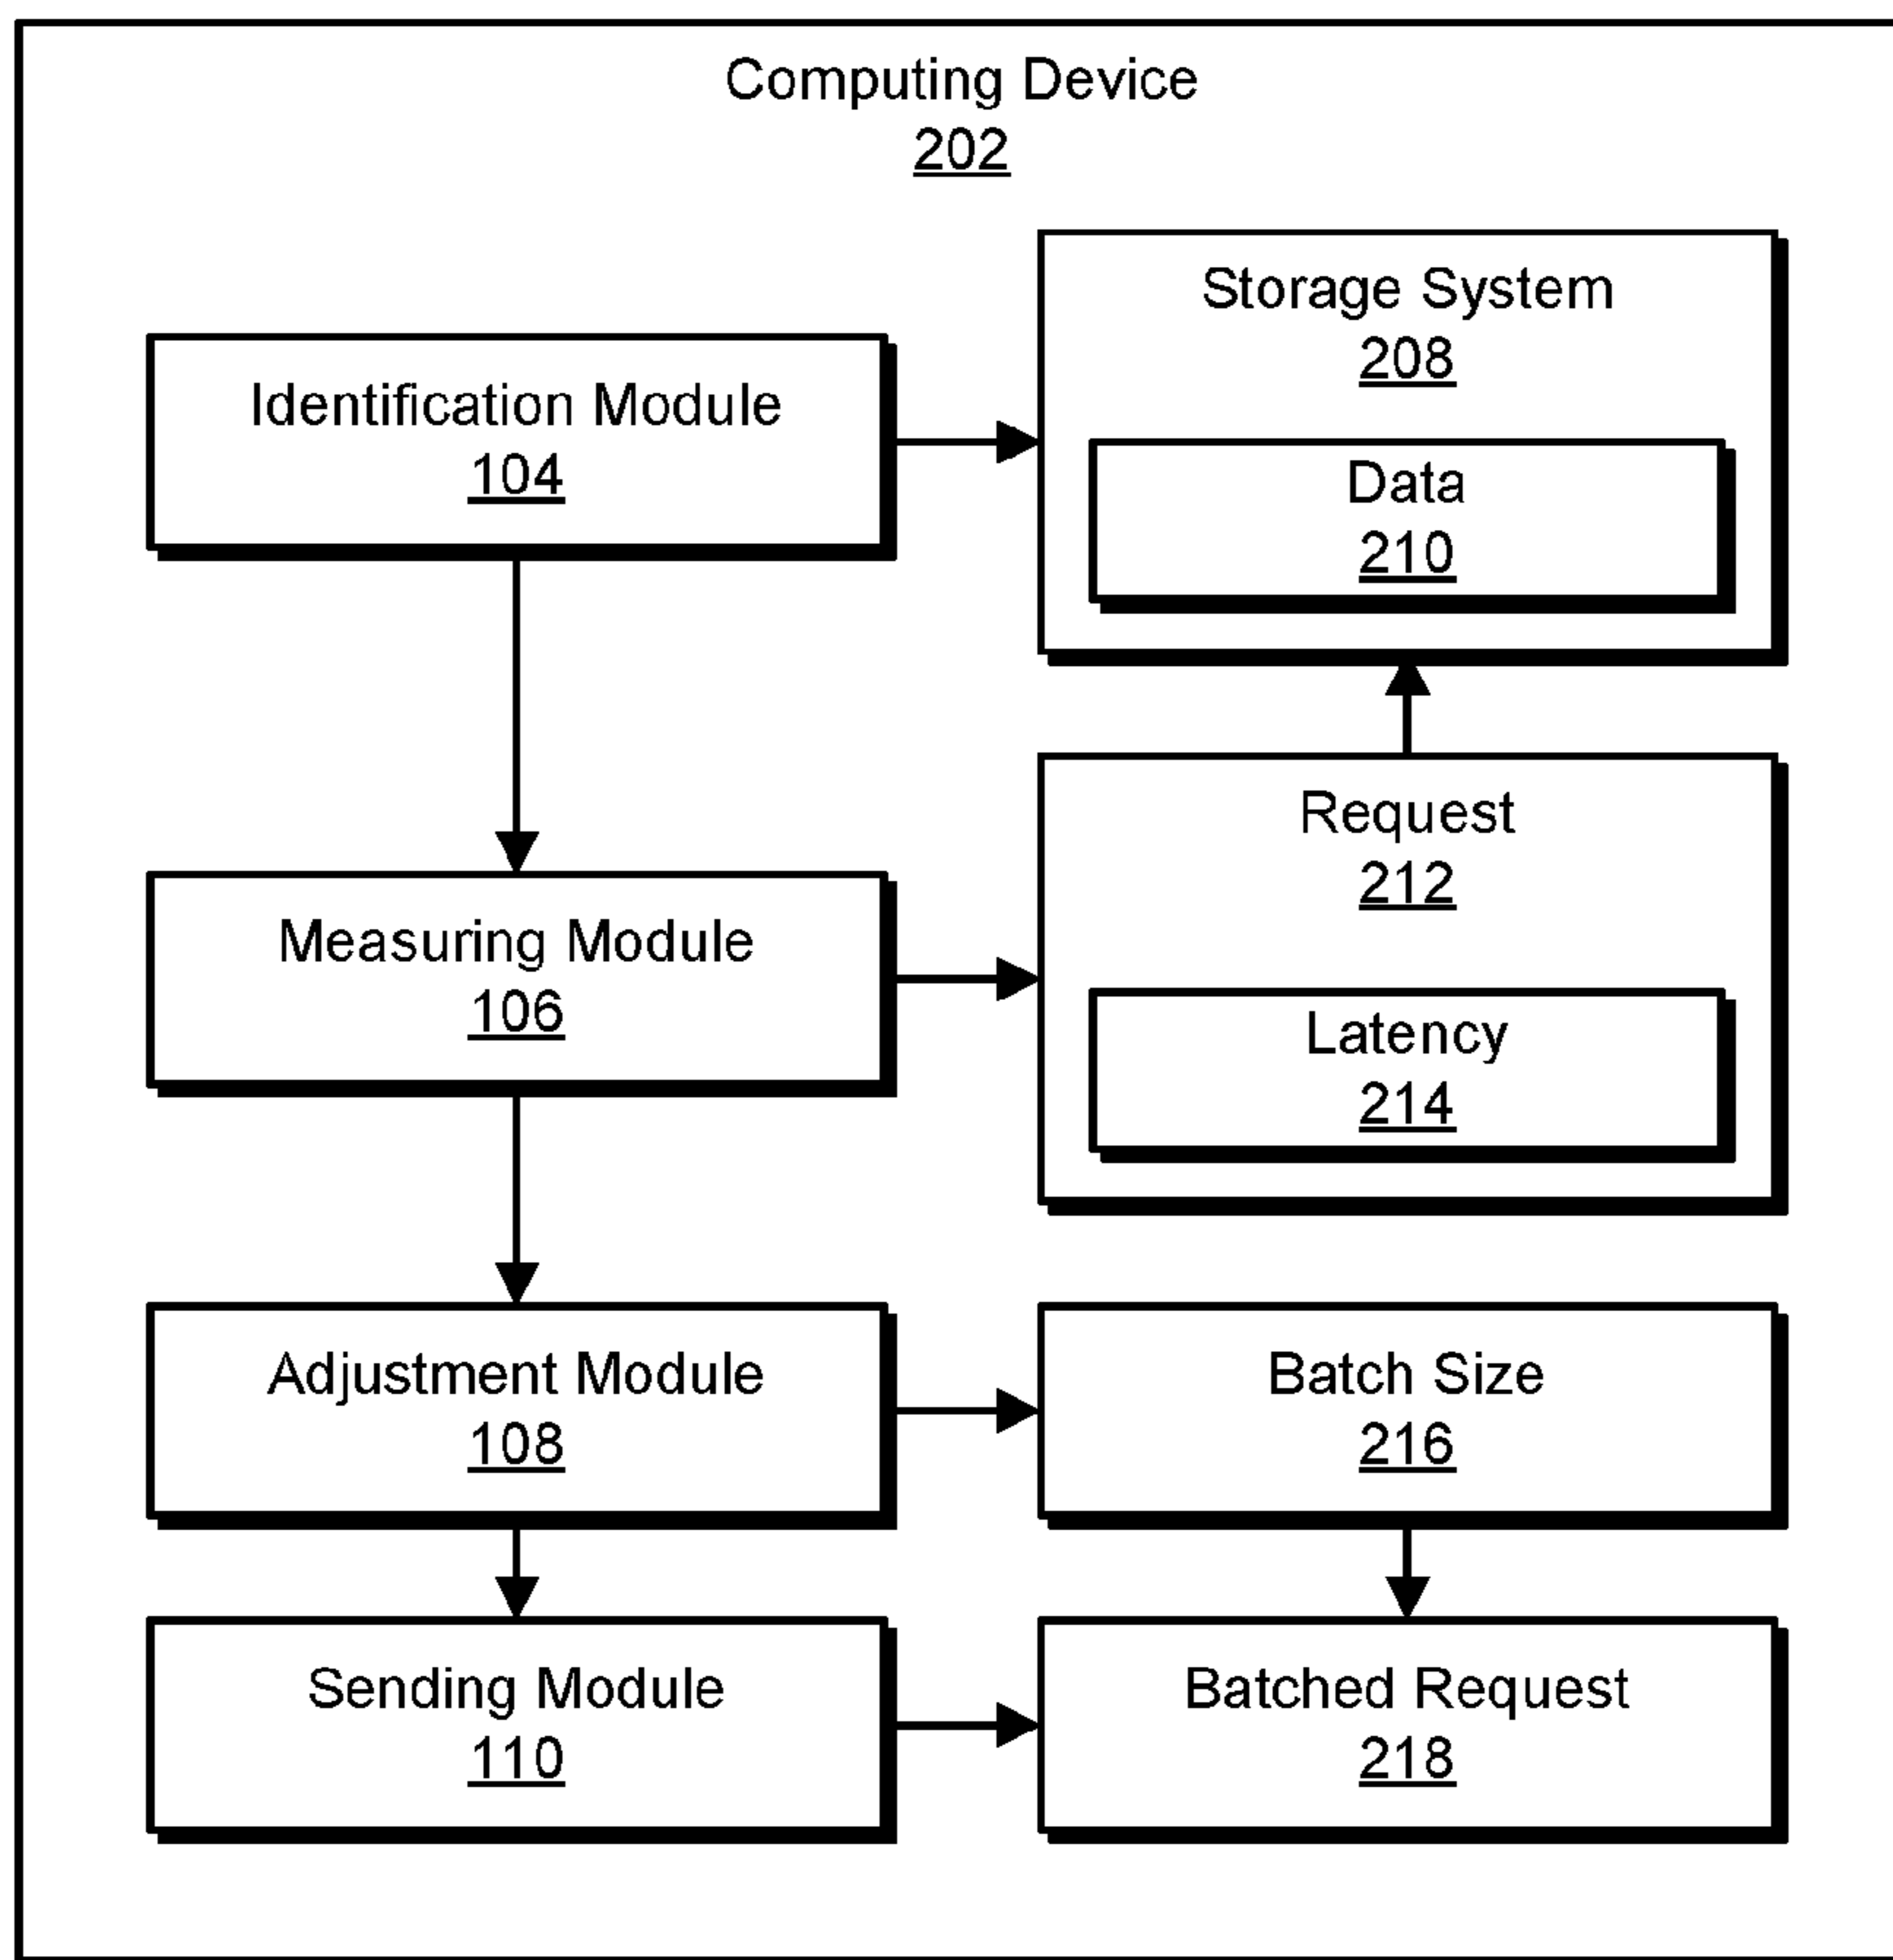 Computing Device
202
Storage System
208
Identification Module
104
Data
210
Request
212
Measuring Module
106
Latency
214
Adjustment Module
108
Batch Size
216
Sending Module
110
Batched Request
218